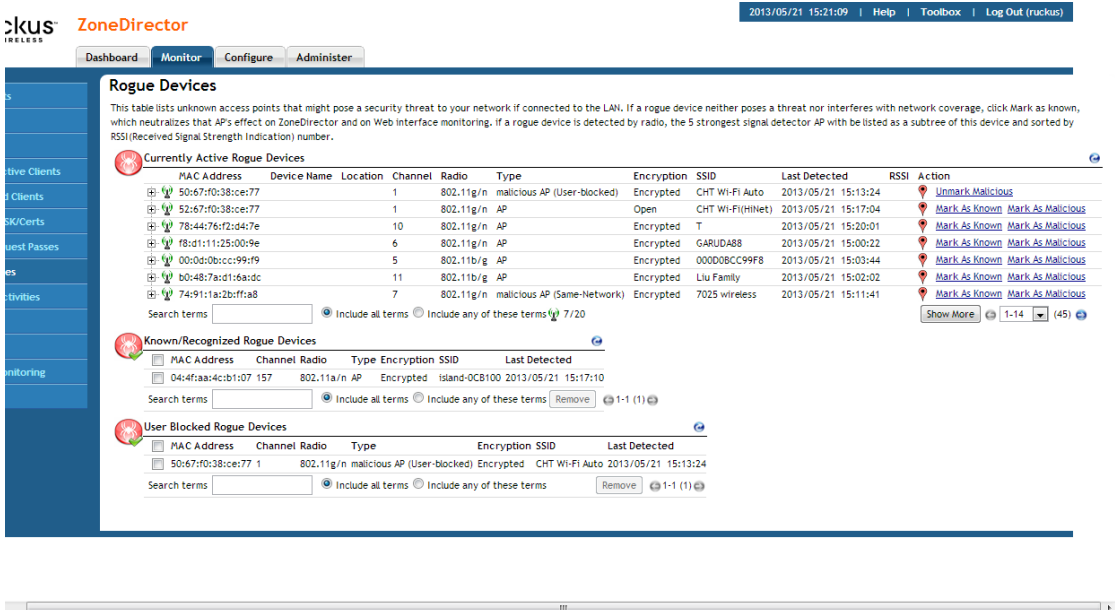 2013/05/21 15:21:09 | Help | Toolbox | Log Out (ruckus)
ckus ZoneDirector
IRELESS
Dashboard Monitor Configure Administer
Rogue Devices
This table lists unknown access points that might pose a security threat to your network if connected to the LAN. If a rogue device neither poses a threat nor interferes with network coverage, click Mark as known,
which neutralizes that AP's effect on ZoneDirector and on Web interface monitoring. if a rogue device is detected by radio, the 5 strongest signal detector AP with be listed as a subtree of this device and sorted by
RSSI(Received Signal Strength Indication) number.
ts
ctive Clients
d Clients
SK/Certs
uest Passes
es
ctivities
onitoring
Currently Active Rogue Devices
MAC Address Device Name Location Channel Radio Type Encryption SSID Last Detected RSSI Action
50:67:f0:38:ce:77 1 802.11g/n malicious AP (User-blocked) Encrypted CHT Wi-Fi Auto 2013/05/21 15:13:24 Unmark Malicious
52:67:f0:38:ce:77 1 802.11g/n AP Open CHT Wi-Fi(HiNet) 2013/05/21 15:17:04 Mark As Known Mark As Malicious
78:44:76:f2:d4:7e 10 802.11g/n AP Encrypted T 2013/05/21 15:20:01 Mark As Known Mark As Malicious
f8:d1:11:25:00:9e 6 802.11g/n AP Encrypted GARUDA88 2013/05/21 15:00:22 Mark As Known Mark As Malicious
00:0d:0b:cc:99:f9 5 802.11b/g AP Encrypted 000D0BCC99F8 2013/05/21 15:03:44 Mark As Known Mark As Malicious
b0:48:7a:d1:6a:dc 11 802.11b/g AP Encrypted Liu Family 2013/05/21 15:02:02 Mark As Known Mark As Malicious
74:91:1a:2b:ff:a8 7 802.11g/n malicious AP (Same-Network) Encrypted 7025 wireless 2013/05/21 15:11:41 Mark As Known Mark As Malicious
Search terms Include all terms Include any of these terms 7/20 Show More 1-14 (45)
Known/Recognized Rogue Devices
MAC Address Channel Radio Type Encryption SSID Last Detected
04:4f:aa:4c:b1:07 157 802.11a/n AP Encrypted island-0CB100 2013/05/21 15:17:10
Search terms Include all terms Include any of these terms Remove 1-1 (1)
User Blocked Rogue Devices
MAC Address Channel Radio Type Encryption SSID Last Detected
50:67:f0:38:ce:77 1 802.11g/n malicious AP (User-blocked) Encrypted CHT Wi-Fi Auto 2013/05/21 15:13:24
Search terms Include all terms Include any of these terms Remove 1-1 (1)